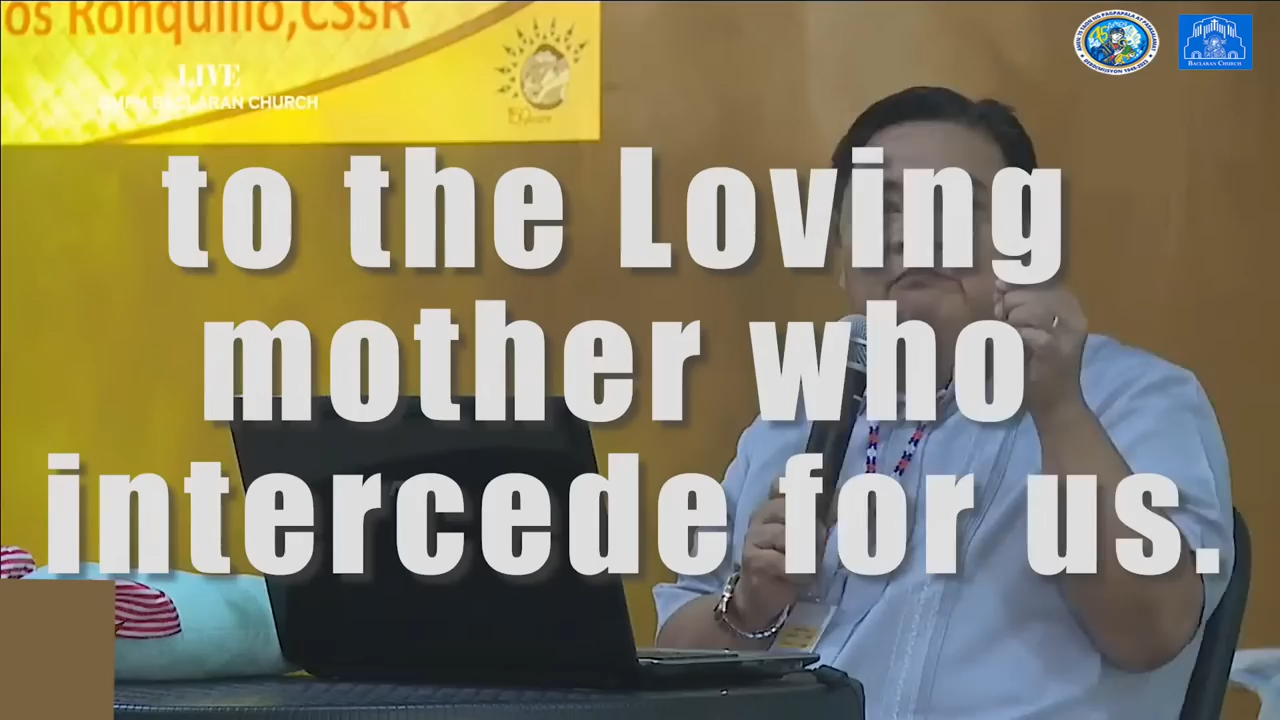 os Ronquillo, CSsR
LIVE
BACLARAN CHURCH
BACLARAN CHURCH
to the Loving
mother who
intercede for us.